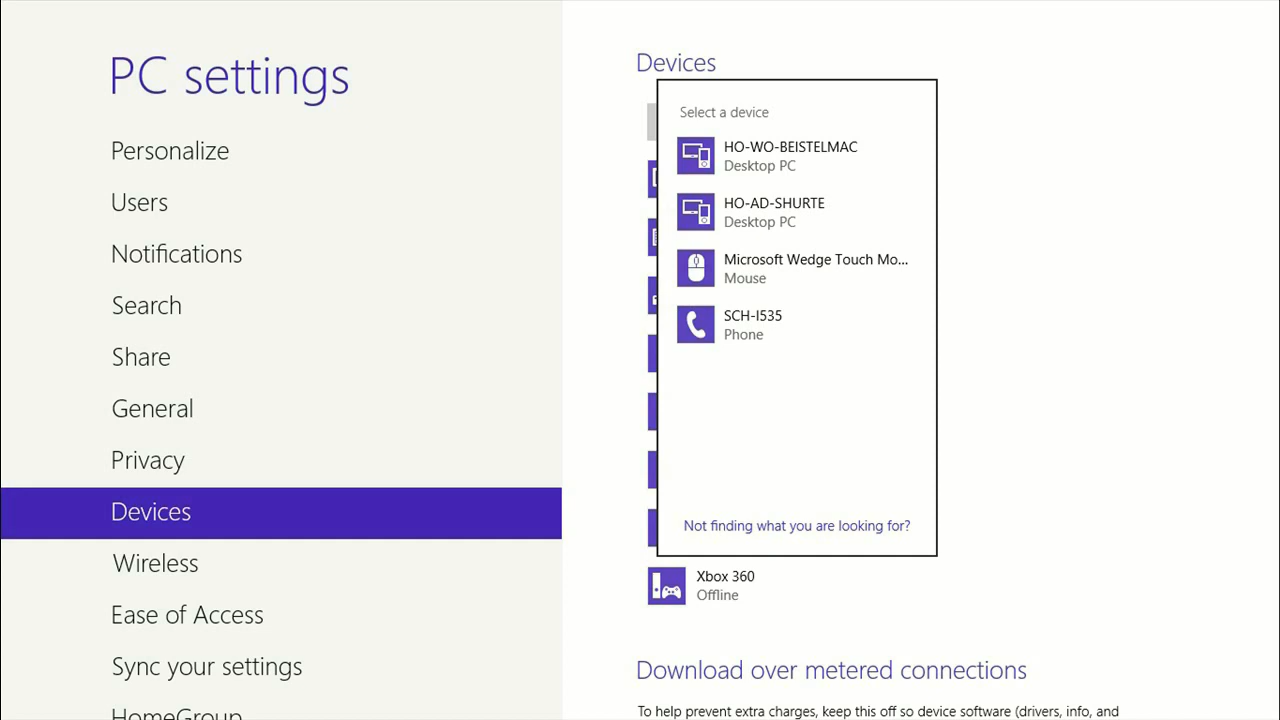 PC settings
Personalize
Users
Notifications
Search
Share
General
Privacy
Devices
Wireless
Ease of Access
Sync your settings
HomeGroup
Devices
Select a device
HO-WO-BEISTELMAC
Desktop PC
HO-AD-SHURTE
Desktop PC
Microsoft Wedge Touch Mo...
Mouse
SCH-I535
Phone
Not finding what you are looking for?
Xbox 360
Offline
Download over metered connections
To help prevent extra charges, keep this off so device software (drivers, info, and